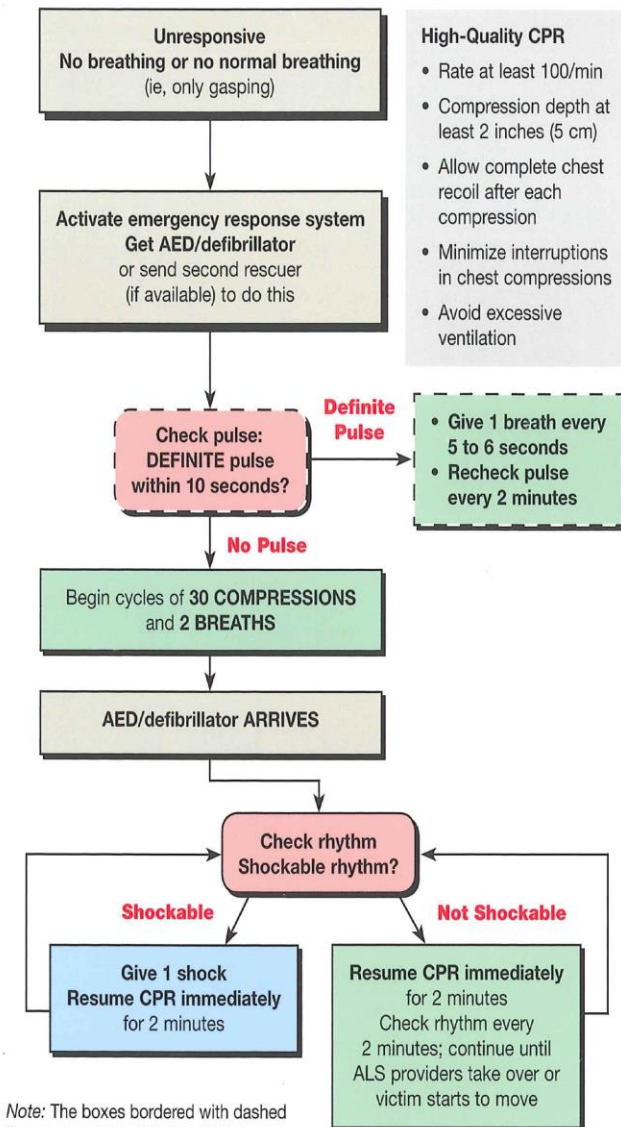 Unresponsive
No breathing or no normal breathing
(ie, only gasping)
High-Quality CPR
• Rate at least 100/min
• Compression depth at
least 2 inches (5 cm)
• Allow complete chest
recoil after each
compression
• Minimize interruptions
in chest compressions
• Avoid excessive
ventilation
Activate emergency response system
Get AED/defibrillator
or send second rescuer
(if available) to do this
Check pulse:
DEFINITE pulse
within 10 seconds?
Definite
Pulse
• Give 1 breath every
5 to 6 seconds
• Recheck pulse
every 2 minutes
No Pulse
Begin cycles of 30 COMPRESSIONS
and 2 BREATHS
AED/defibrillator ARRIVES
Check rhythm
Shockable rhythm?
Shockable
Not Shockable
Give 1 shock
Resume CPR immediately
for 2 minutes
Resume CPR immediately
for 2 minutes
Check rhythm every
2 minutes; continue until
ALS providers take over or
victim starts to move
Note: The boxes bordered with dashed